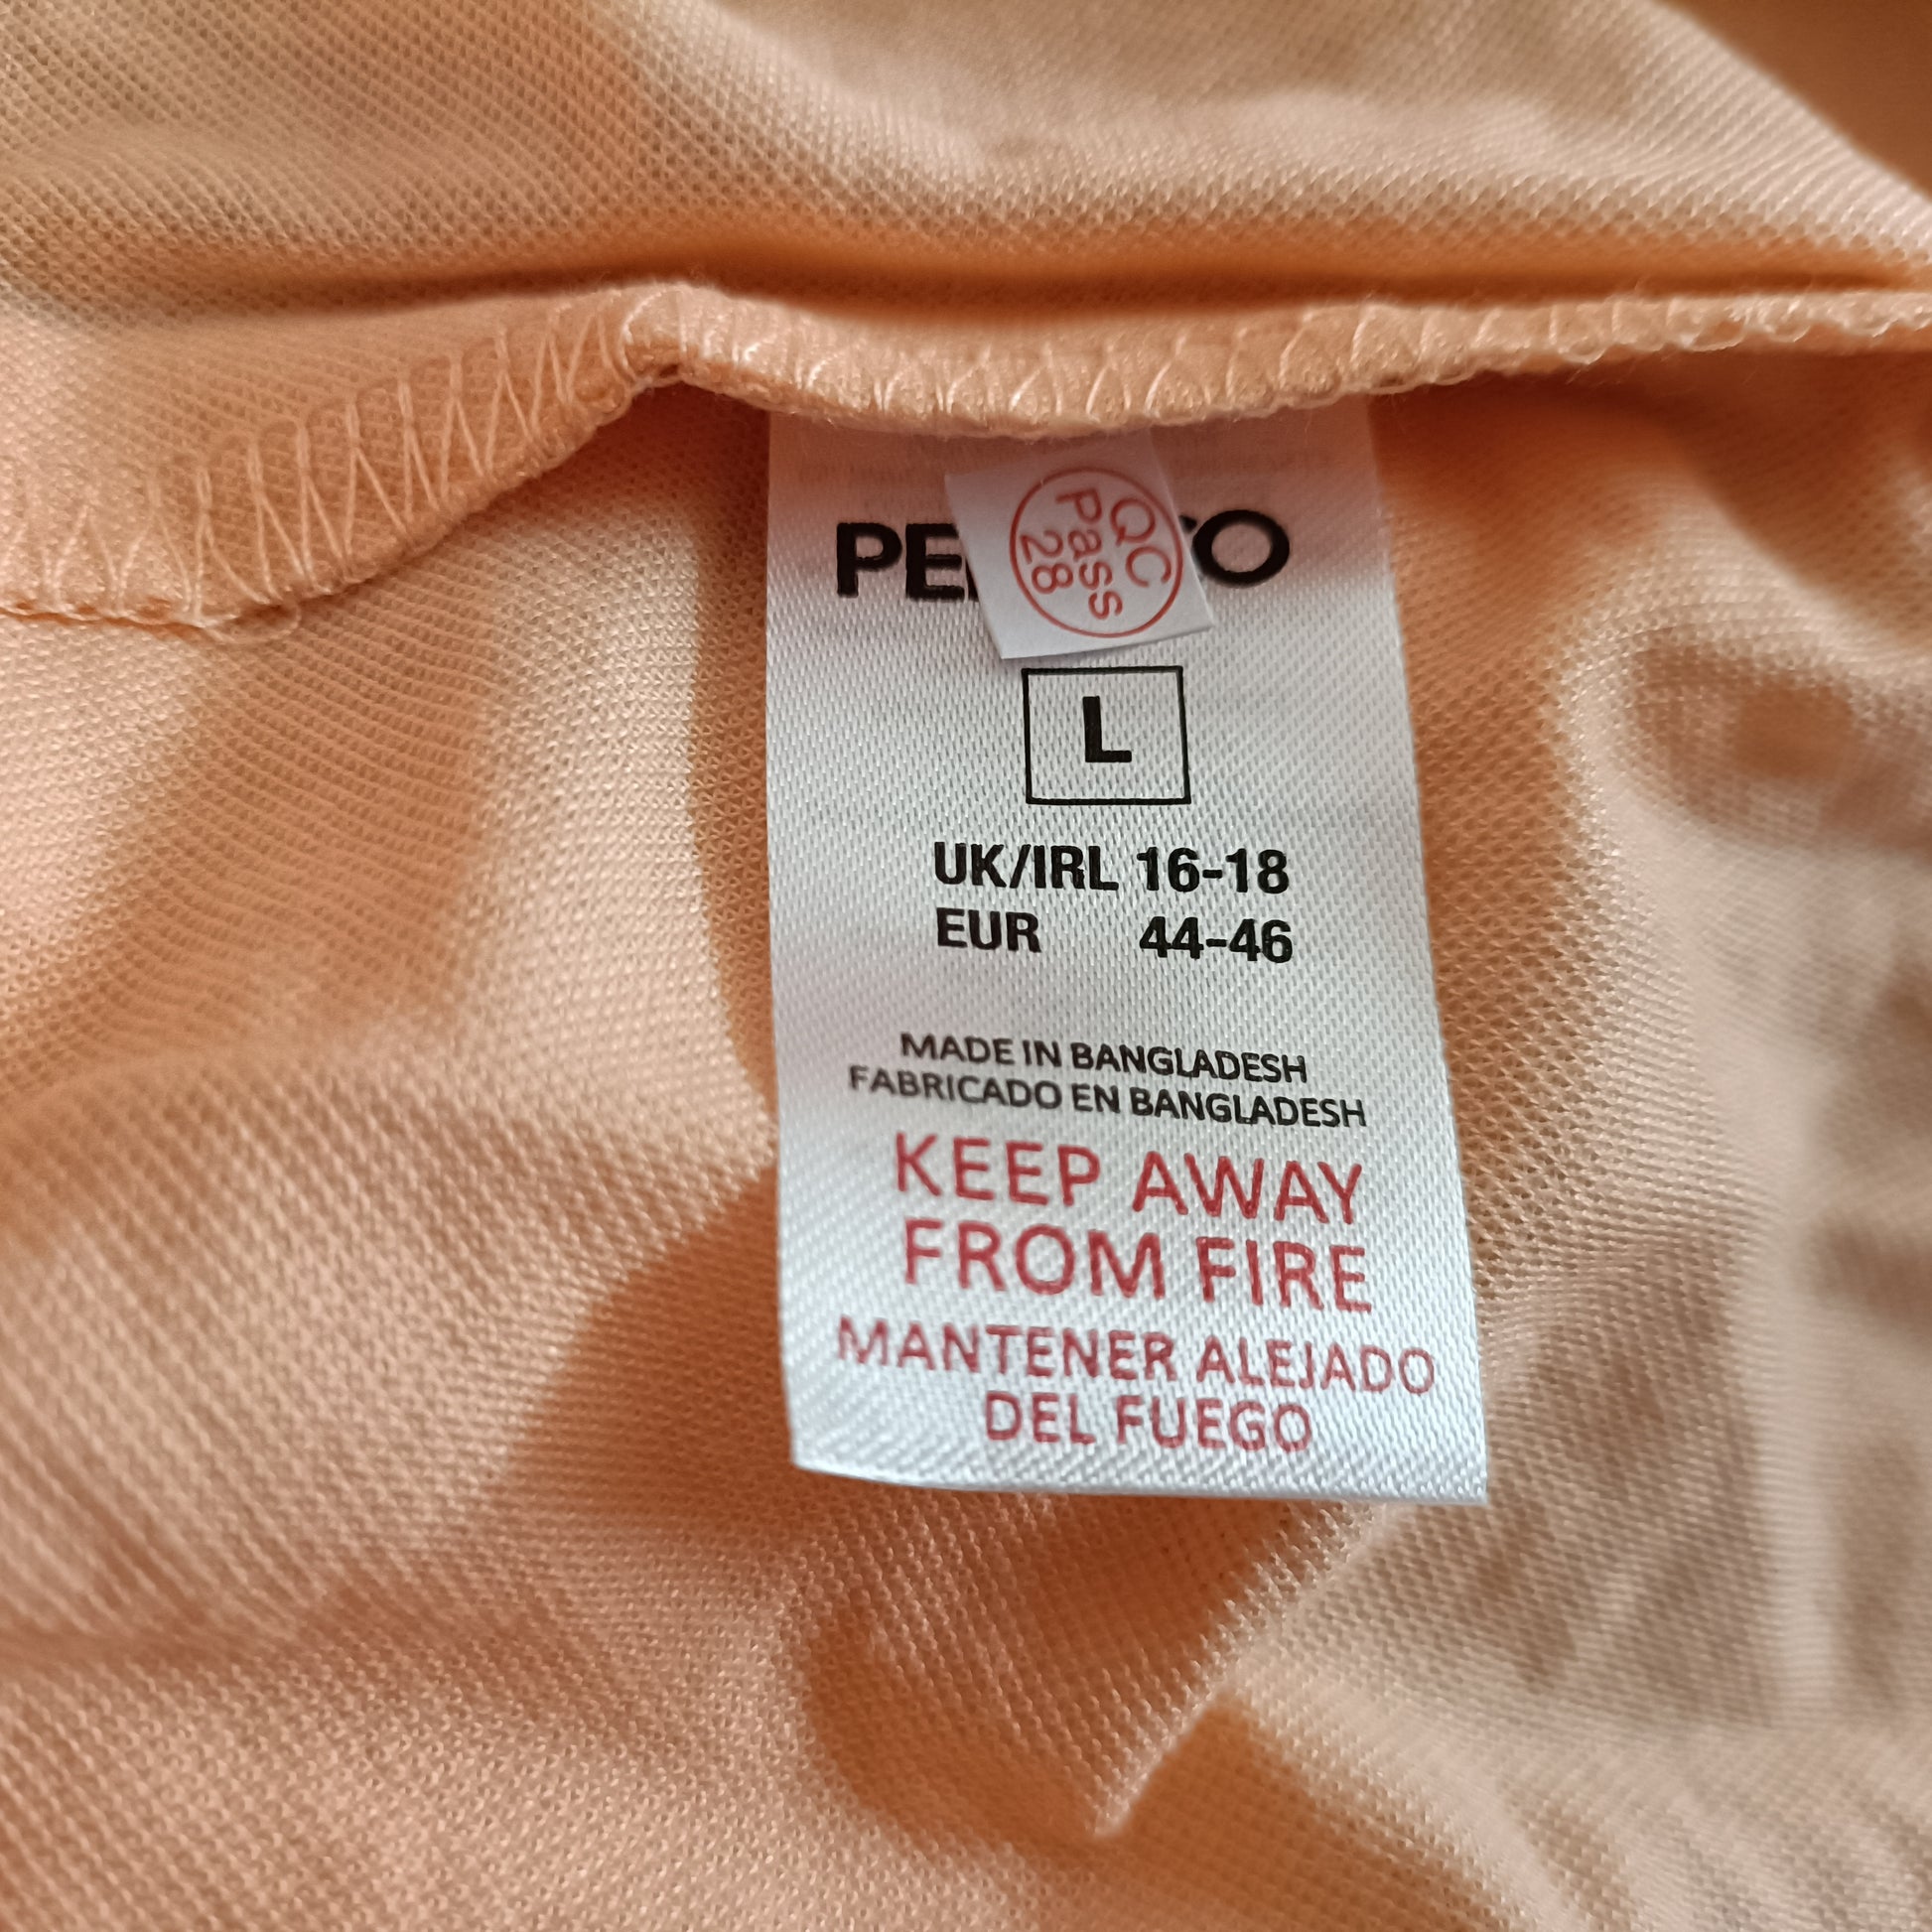 QC
Pass
28
L
UK/IRL 16-18
EUR 44-46
MADE IN BANGLADESH
FABRICADO EN BANGLADESH
KEEP AWAY
FROM FIRE
MANTENER ALEJADO
DEL FUEGO